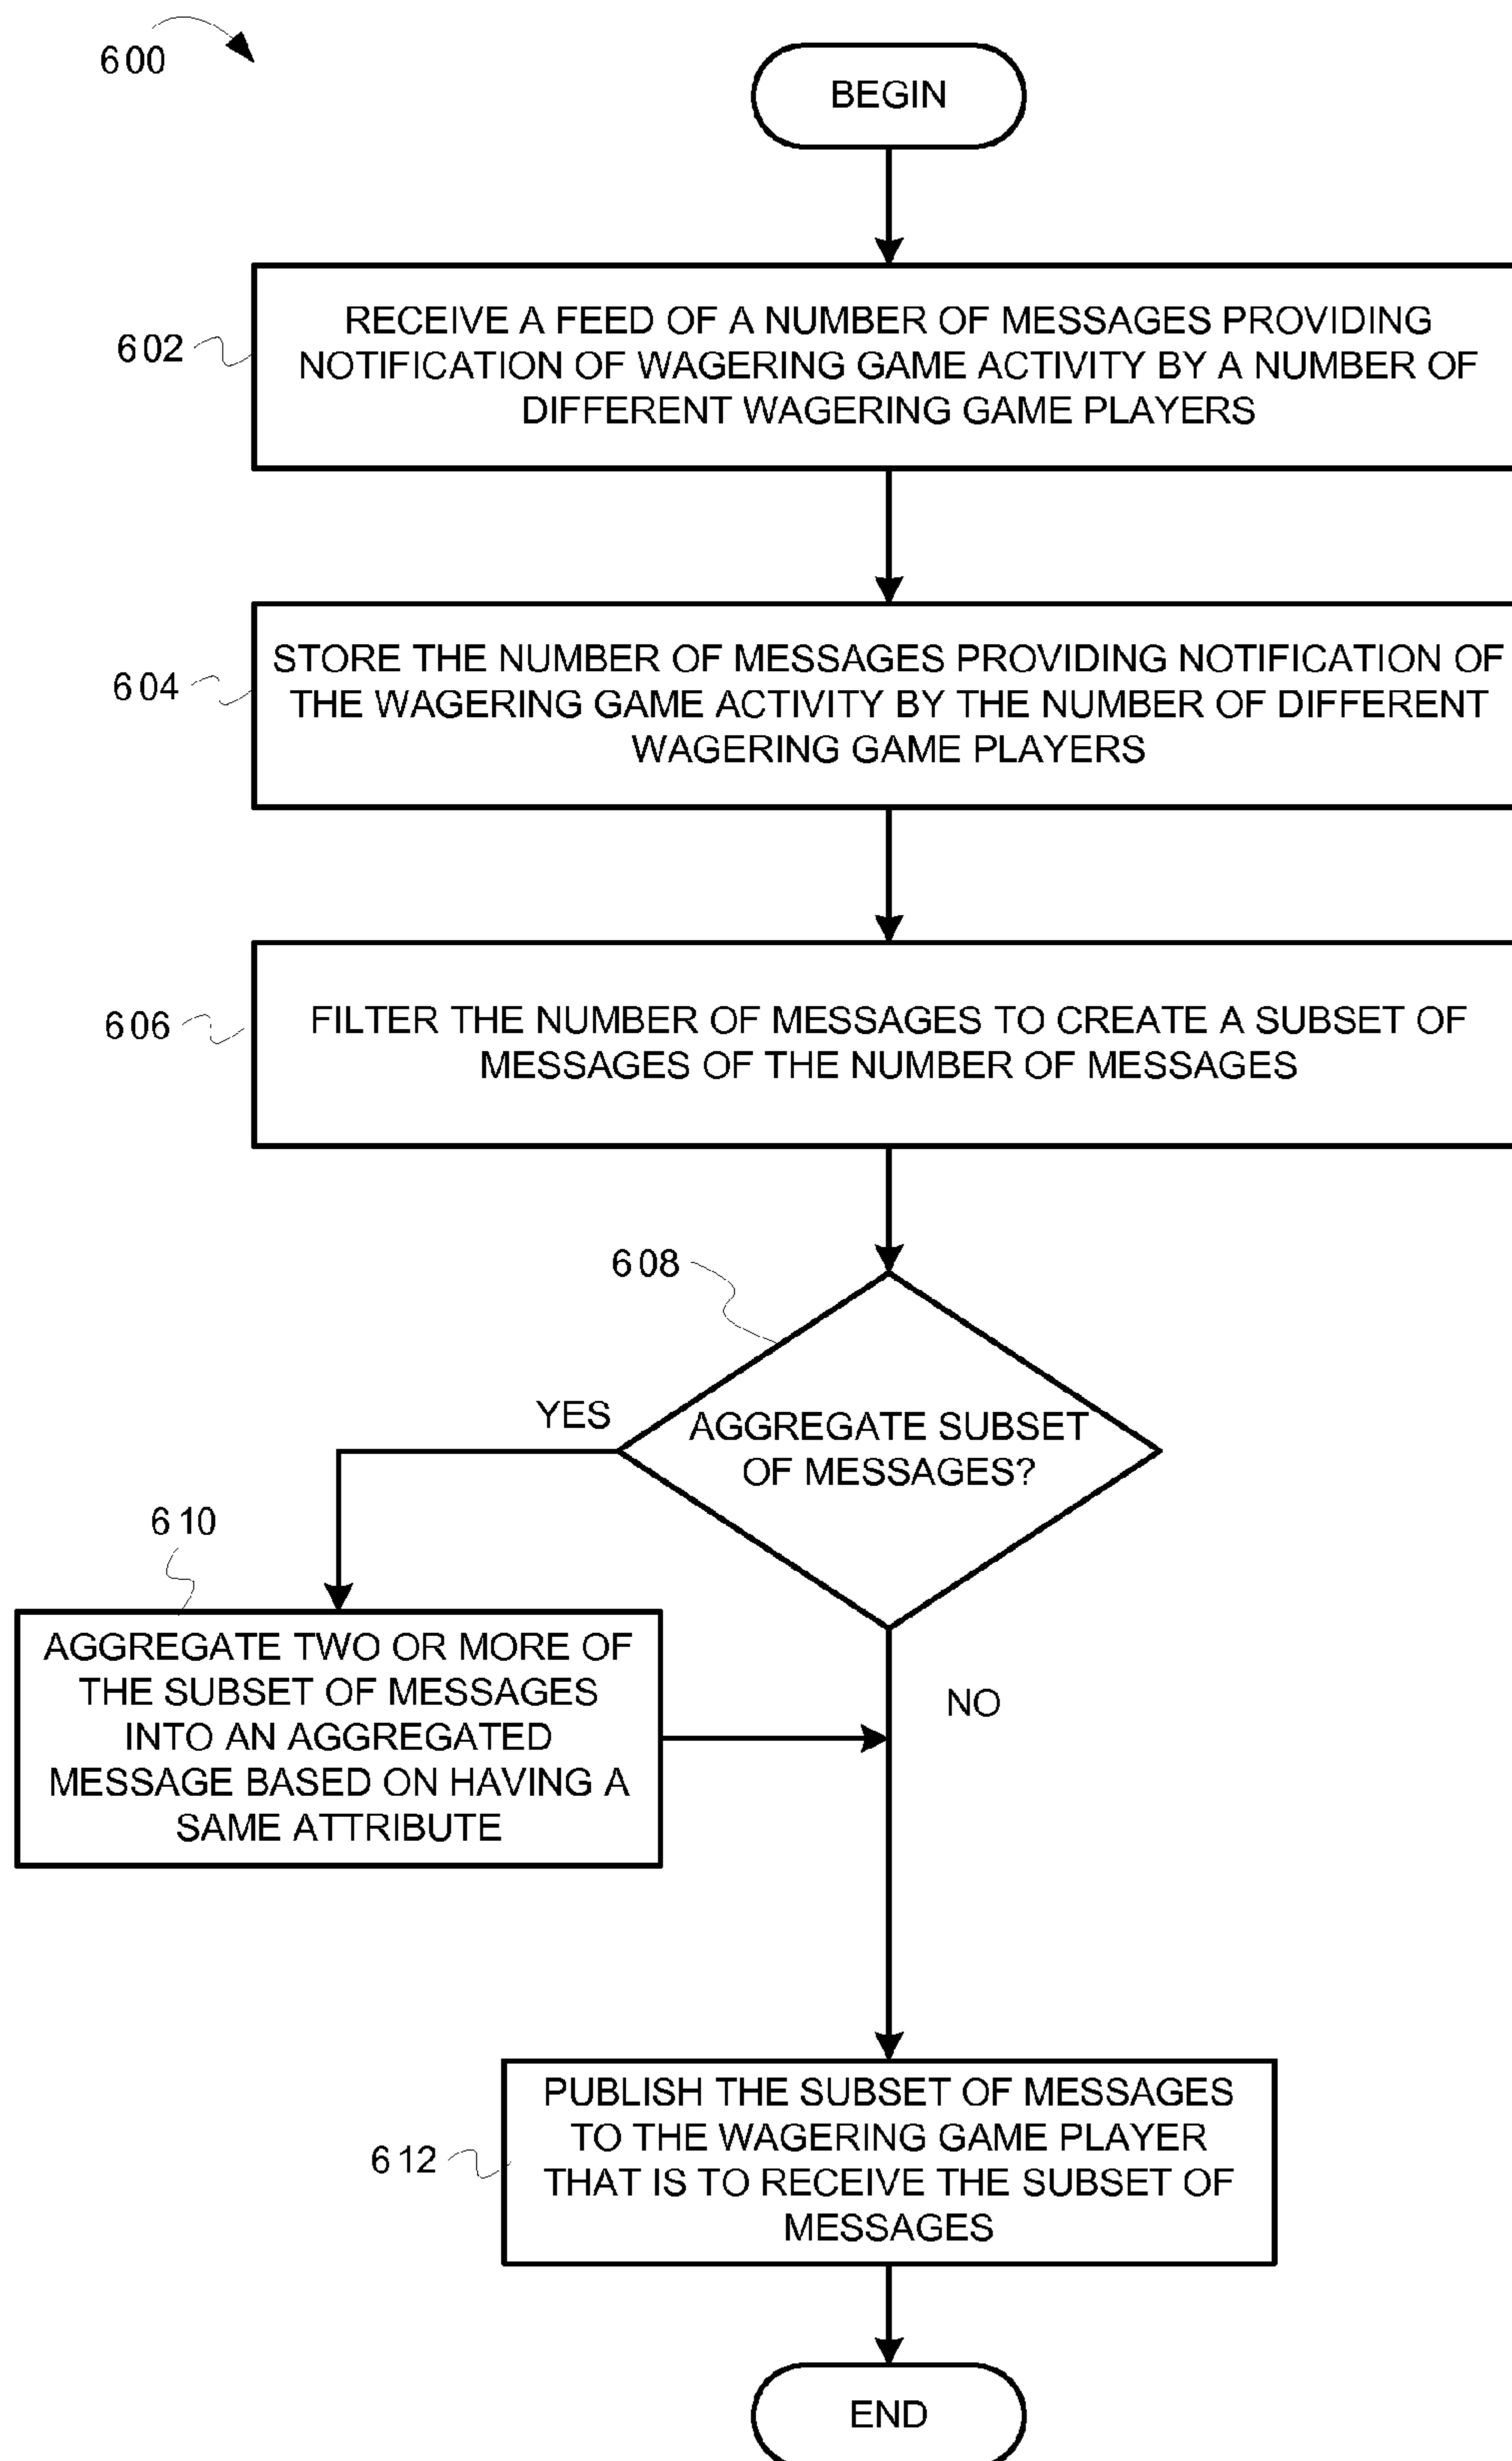 600
BEGIN
602
RECEIVE A FEED OF A NUMBER OF MESSAGES PROVIDING
NOTIFICATION OF WAGERING GAME ACTIVITY BY A NUMBER OF
DIFFERENT WAGERING GAME PLAYERS
604
STORE THE NUMBER OF MESSAGES PROVIDING NOTIFICATION OF
THE WAGERING GAME ACTIVITY BY THE NUMBER OF DIFFERENT
WAGERING GAME PLAYERS
606
FILTER THE NUMBER OF MESSAGES TO CREATE A SUBSET OF
MESSAGES OF THE NUMBER OF MESSAGES
608
AGGREGATE SUBSET
OF MESSAGES?
YES
610
AGGREGATE TWO OR MORE OF
THE SUBSET OF MESSAGES
INTO AN AGGREGATED
MESSAGE BASED ON HAVING A
SAME ATTRIBUTE
NO
612
PUBLISH THE SUBSET OF MESSAGES
TO THE WAGERING GAME PLAYER
THAT IS TO RECEIVE THE SUBSET OF
MESSAGES
END